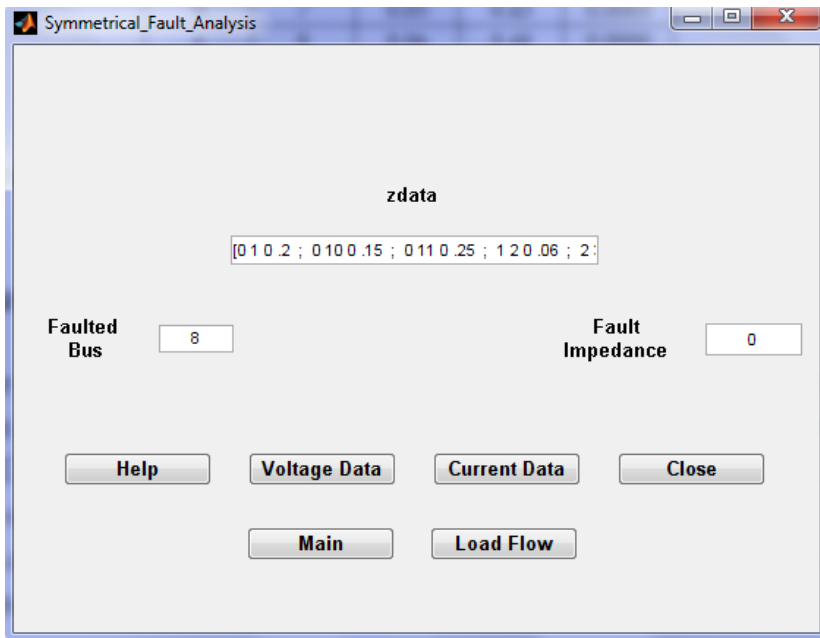 Symmetrical_Fault_Analysis
zdata
[0 1 0 .2 ; 0 10 0 .15 ; 0 11 0 .25 ; 1 2 0 .06 ; 2
Faulted
Bus
8
Fault
Impedance
0
Help
Voltage Data
Current Data
Close
Main
Load Flow